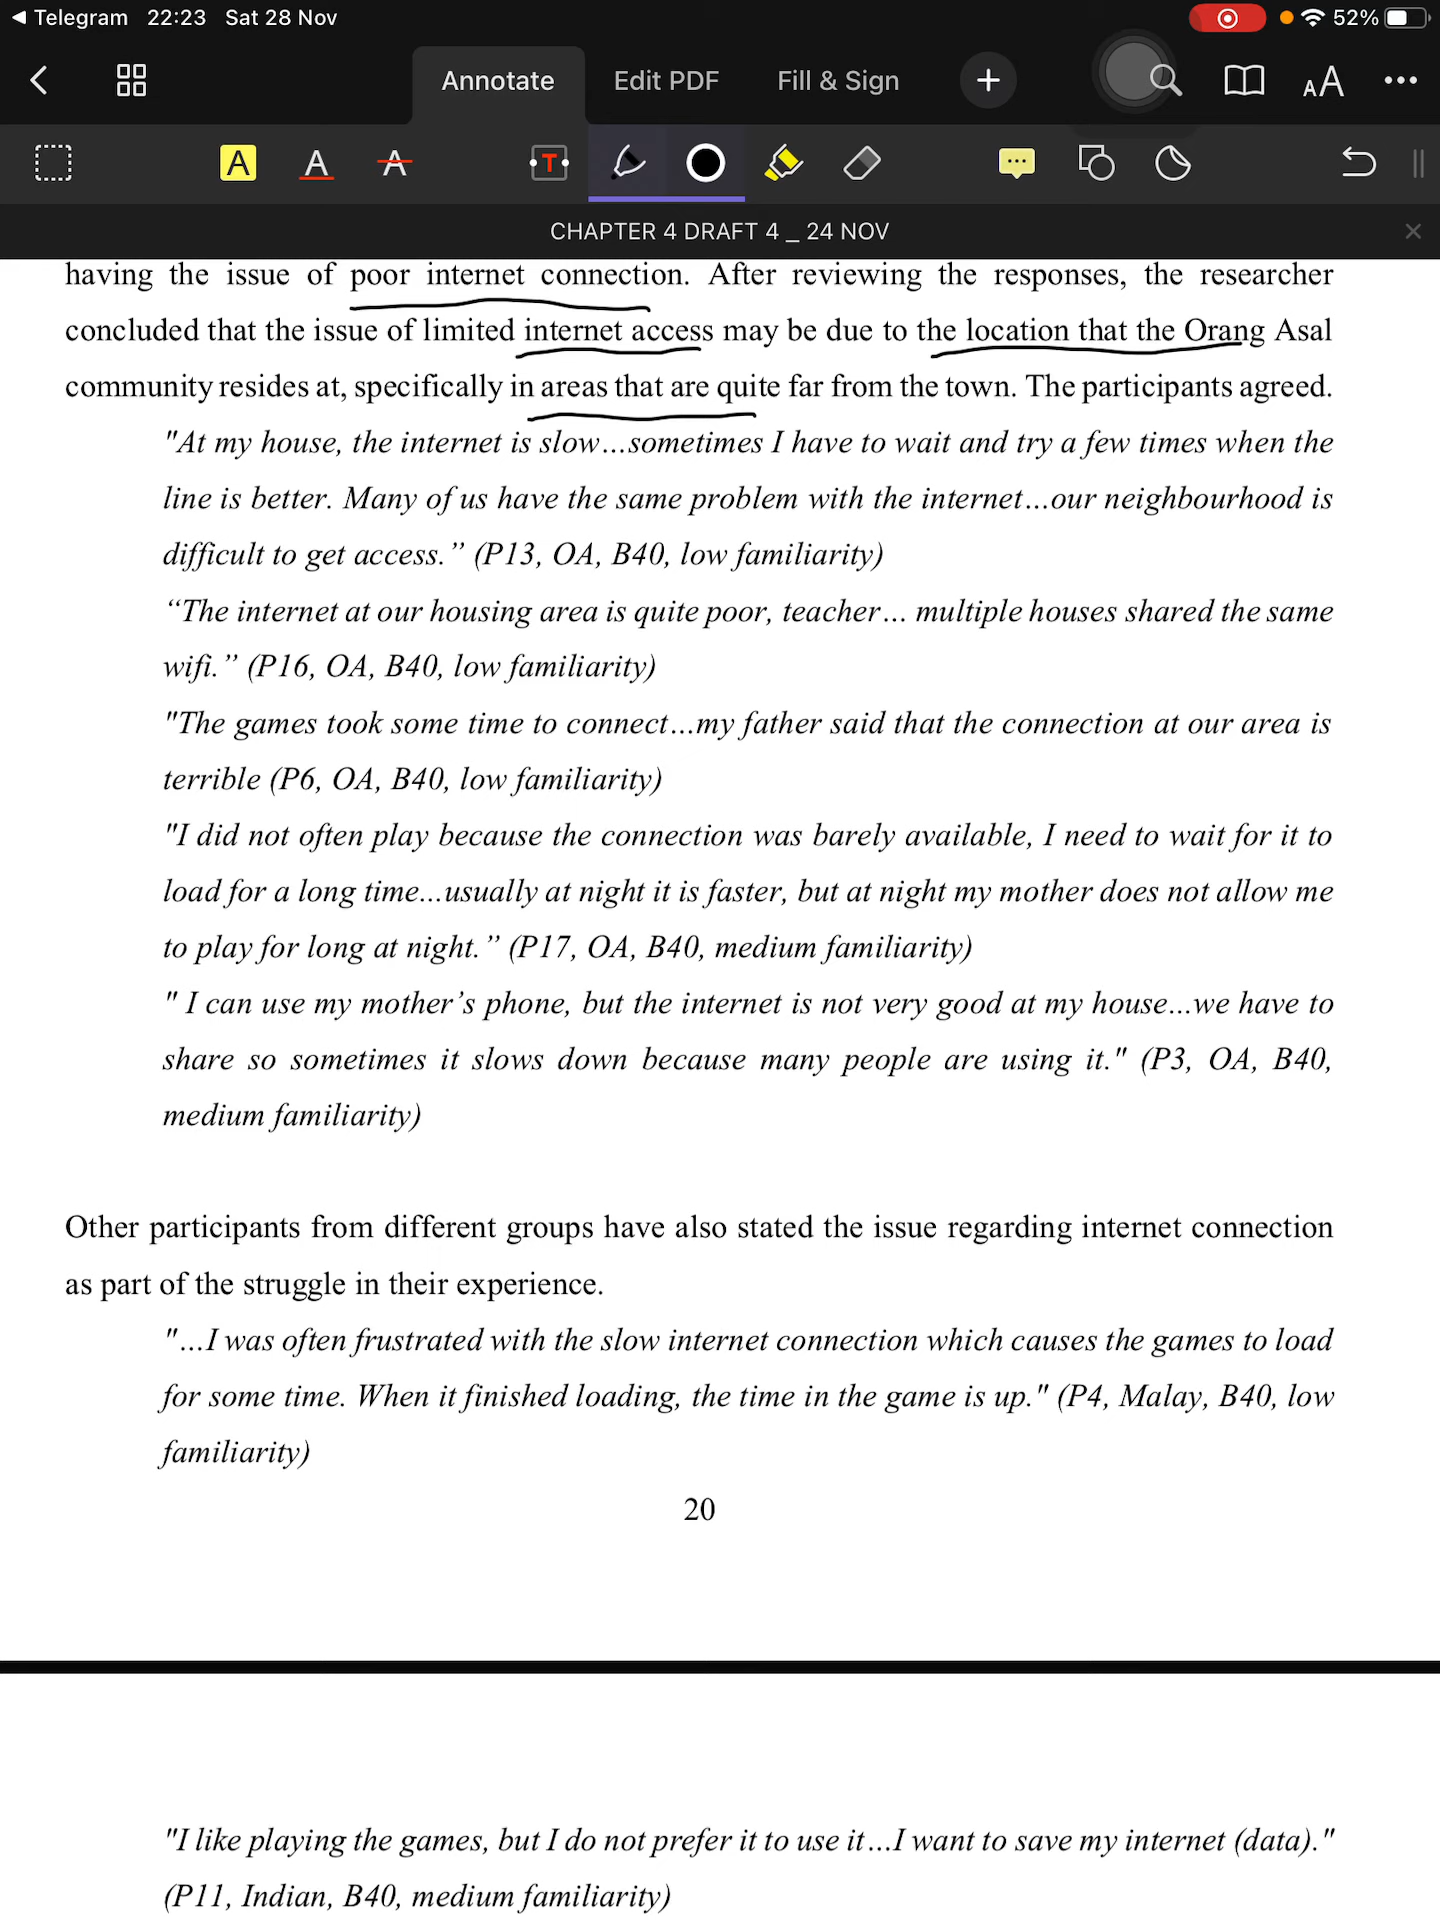 ◀ Telegram 22:23 Sat 28 Nov 52%
Annotate Edit PDF Fill & Sign
CHAPTER 4 DRAFT 4 _ 24 NOV
having the issue of poor internet connection. After reviewing the responses, the researcher
concluded that the issue of limited internet access may be due to the location that the Orang Asal
community resides at, specifically in areas that are quite far from the town. The participants agreed.
"At my house, the internet is slow…sometimes I have to wait and try a few times when the
line is better. Many of us have the same problem with the internet…our neighbourhood is
difficult to get access.” (P13, OA, B40, low familiarity)
“The internet at our housing area is quite poor, teacher… multiple houses shared the same
wifi.” (P16, OA, B40, low familiarity)
"The games took some time to connect…my father said that the connection at our area is
terrible (P6, OA, B40, low familiarity)
"I did not often play because the connection was barely available, I need to wait for it to
load for a long time…usually at night it is faster, but at night my mother does not allow me
to play for long at night.” (P17, OA, B40, medium familiarity)
" I can use my mother’s phone, but the internet is not very good at my house…we have to
share so sometimes it slows down because many people are using it." (P3, OA, B40,
medium familiarity)
Other participants from different groups have also stated the issue regarding internet connection
as part of the struggle in their experience.
"…I was often frustrated with the slow internet connection which causes the games to load
for some time. When it finished loading, the time in the game is up." (P4, Malay, B40, low
familiarity)
20
"I like playing the games, but I do not prefer it to use it…I want to save my internet (data)."
(P11, Indian, B40, medium familiarity)